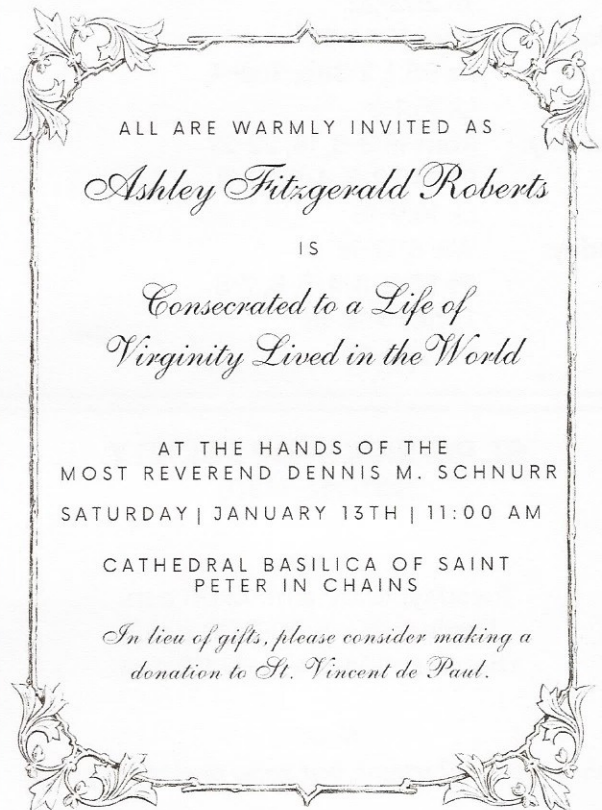 ALL ARE WARMLY INVITED AS
Ashley Fitzgerald Roberts
IS
Consecrated to a Life of
Virginity Lived in the World
AT THE HANDS OF THE
MOST REVEREND DENNIS M. SCHNURR
SATURDAY | JANUARY 13TH | 11:00 AM
CATHEDRAL BASILICA OF SAINT
PETER IN CHAINS
In lieu of gifts, please consider making a
donation to St. Vincent de Paul.